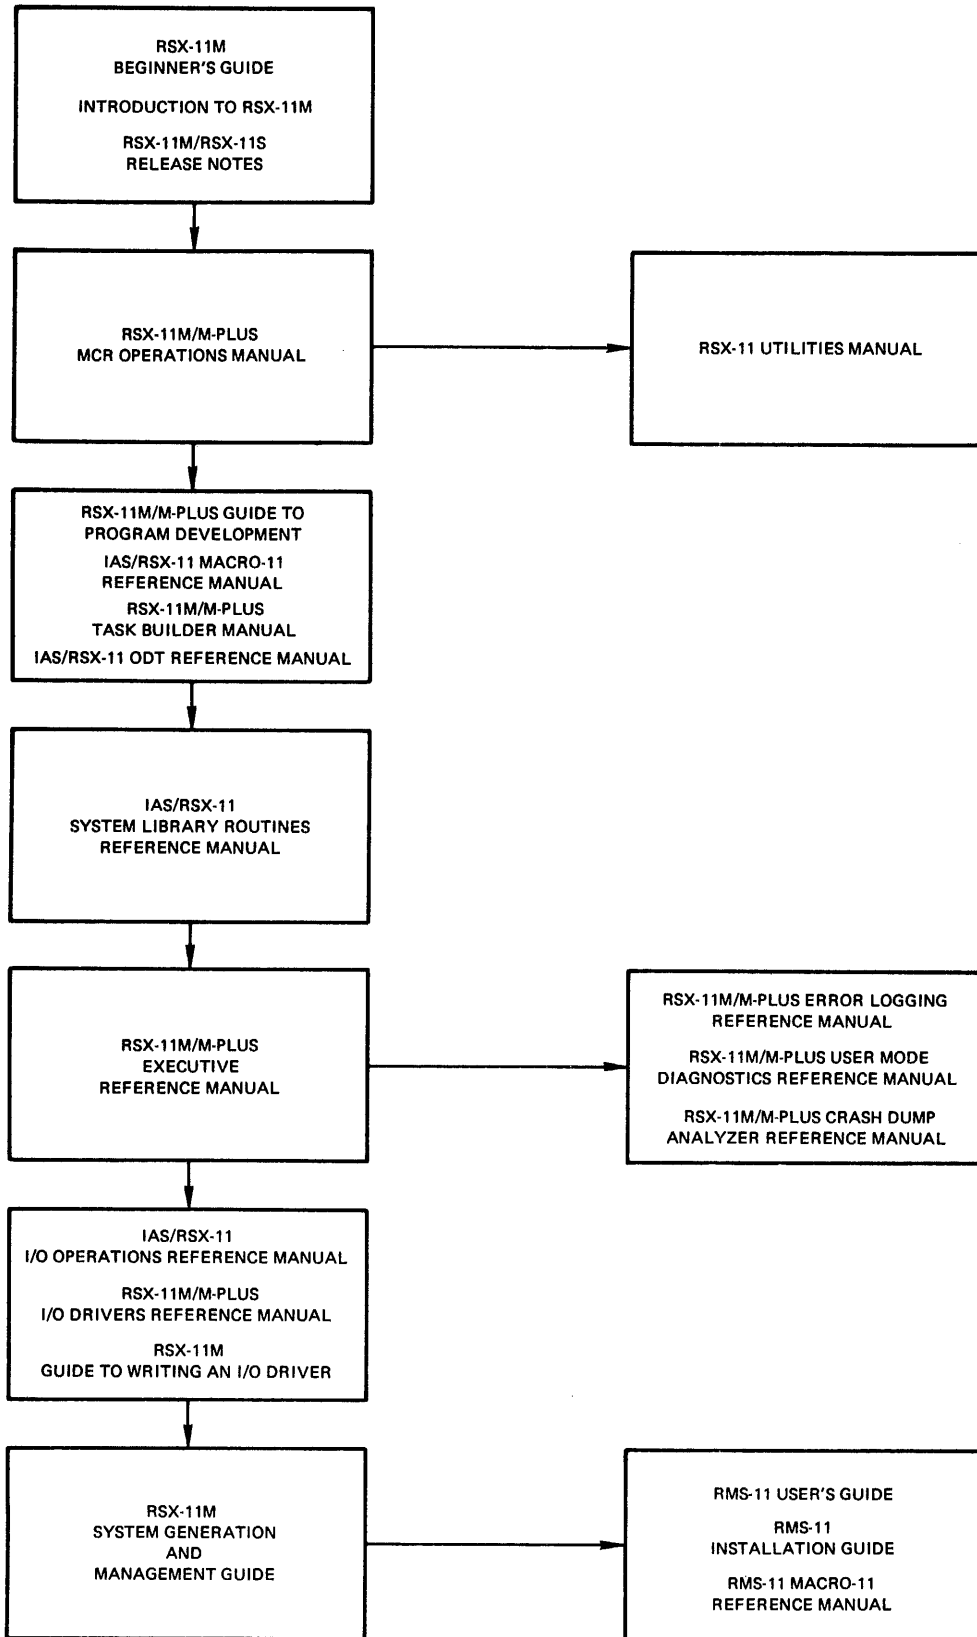 RSX-11M
BEGINNER'S GUIDE
INTRODUCTION TO RSX-11M
RSX-11M/RSX-11S
RELEASE NOTES
RSX-11M/M-PLUS
MCR OPERATIONS MANUAL
RSX-11 UTILITIES MANUAL
RSX-11M/M-PLUS GUIDE TO
PROGRAM DEVELOPMENT
IAS/RSX-11 MACRO-11
REFERENCE MANUAL
RSX-11M/M-PLUS
TASK BUILDER MANUAL
IAS/RSX-11 ODT REFERENCE MANUAL
IAS/RSX-11
SYSTEM LIBRARY ROUTINES
REFERENCE MANUAL
RSX-11M/M-PLUS
EXECUTIVE
REFERENCE MANUAL
RSX-11M/M-PLUS ERROR LOGGING
REFERENCE MANUAL
RSX-11M/M-PLUS USER MODE
DIAGNOSTICS REFERENCE MANUAL
RSX-11M/M-PLUS CRASH DUMP
ANALYZER REFERENCE MANUAL
IAS/RSX-11
I/O OPERATIONS REFERENCE MANUAL
RSX-11M/M-PLUS
I/O DRIVERS REFERENCE MANUAL
RSX-11M
GUIDE TO WRITING AN I/O DRIVER
RSX-11M
SYSTEM GENERATION
AND
MANAGEMENT GUIDE
RMS-11 USER'S GUIDE
RMS-11
INSTALLATION GUIDE
RMS-11 MACRO-11
REFERENCE MANUAL